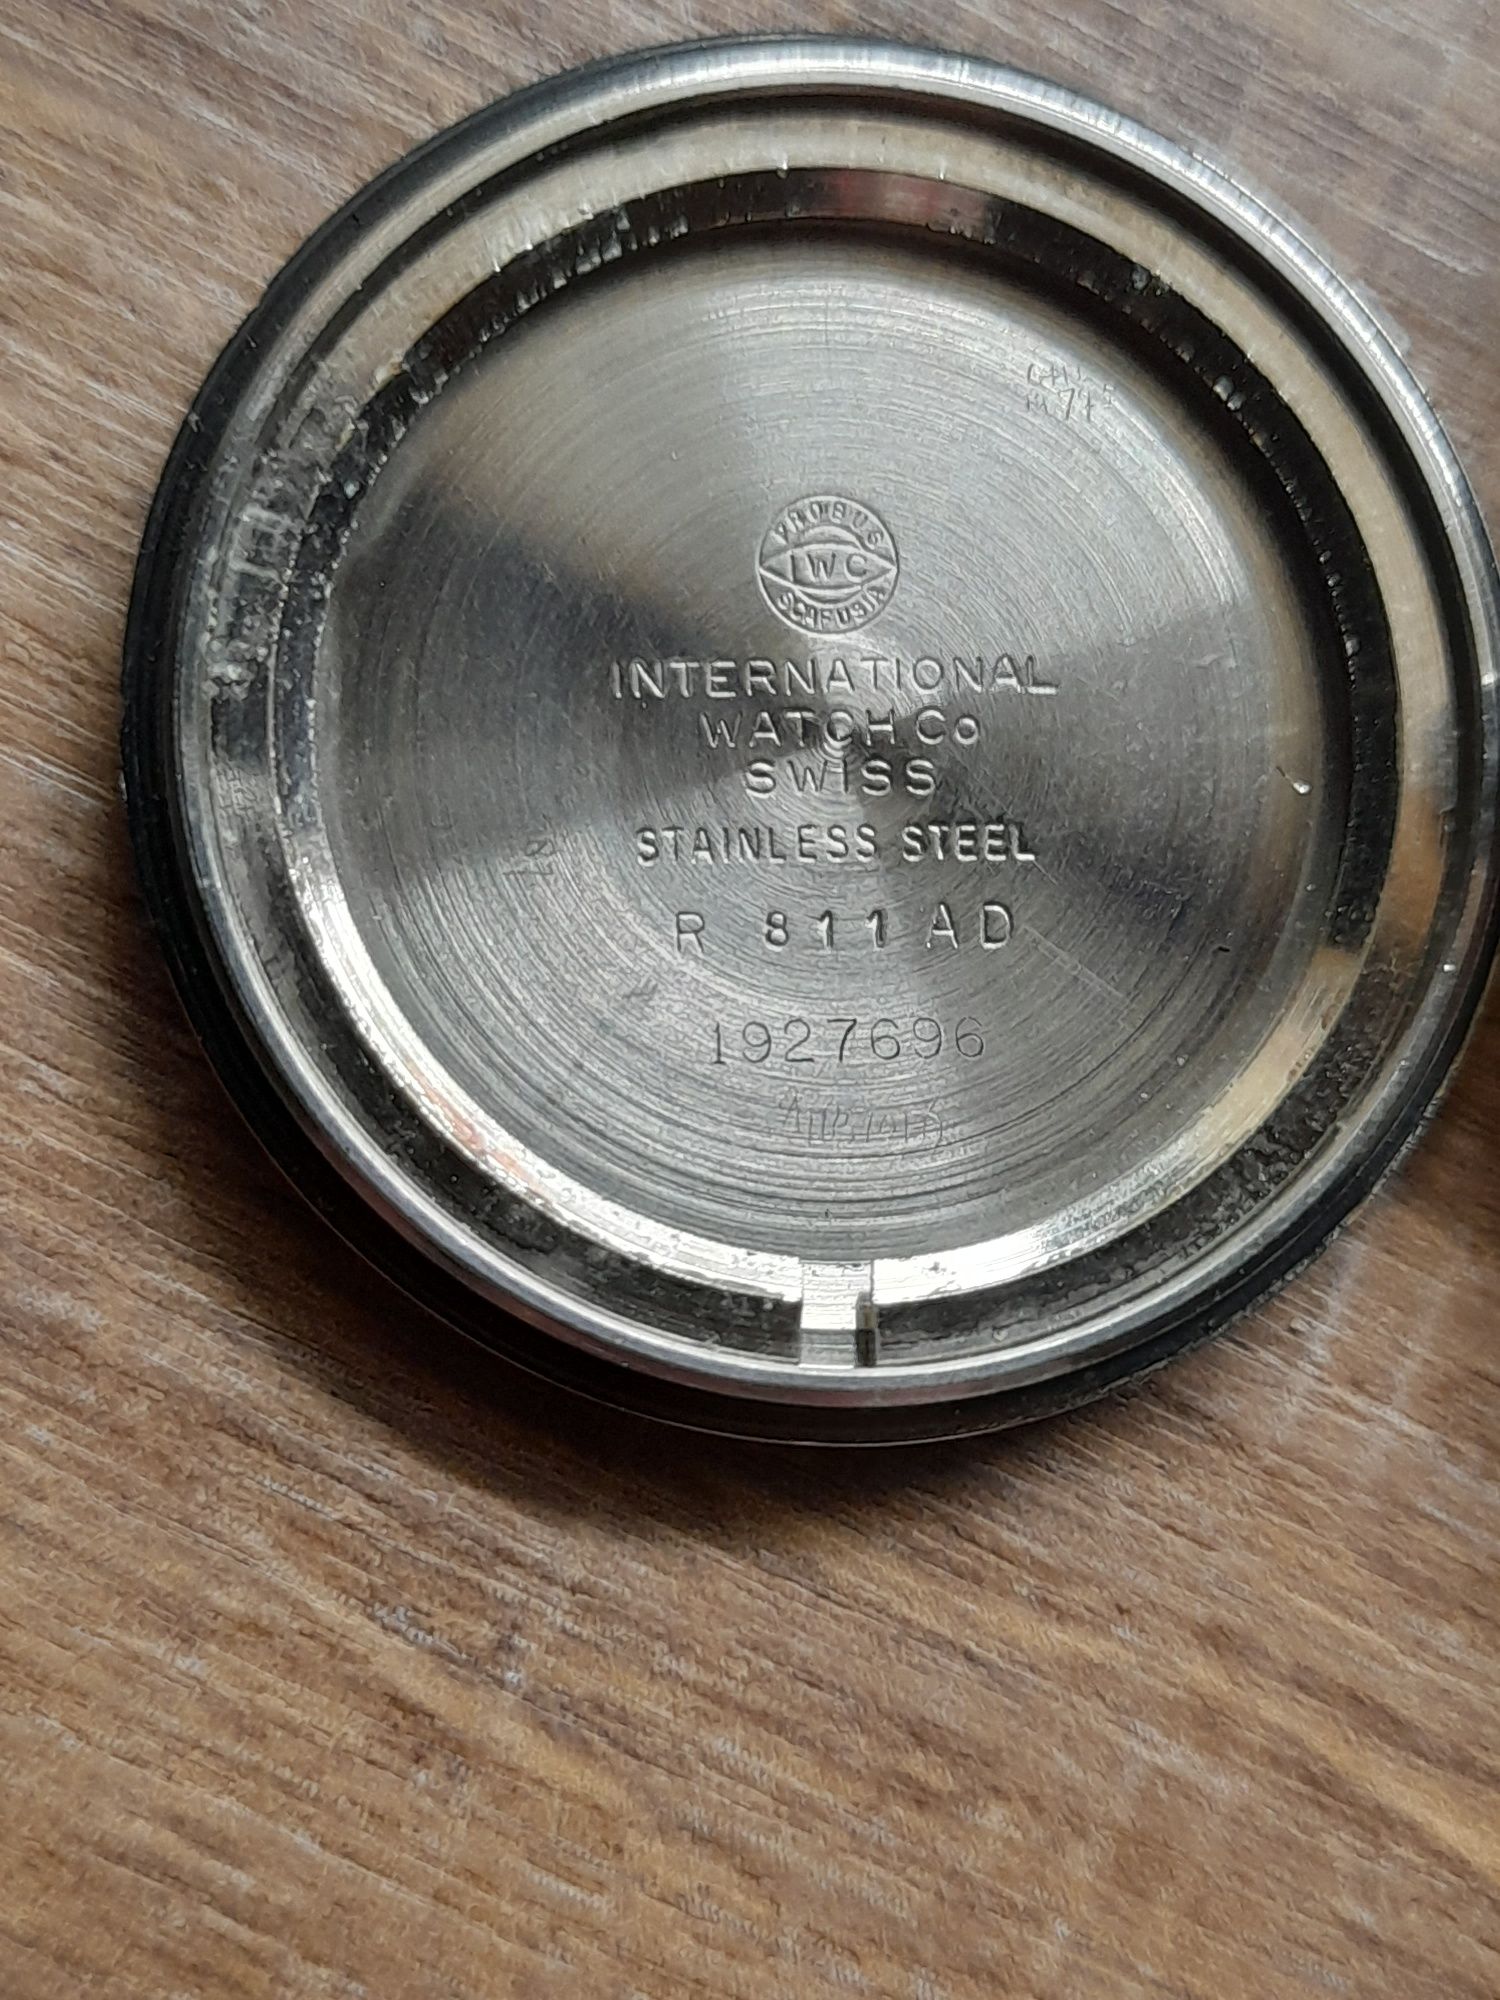 PROBUS
IWC
SCAFUSIA
INTERNATIONAL
WATCH Co
SWISS
STAINLESS STEEL
R 811 AD
1927696